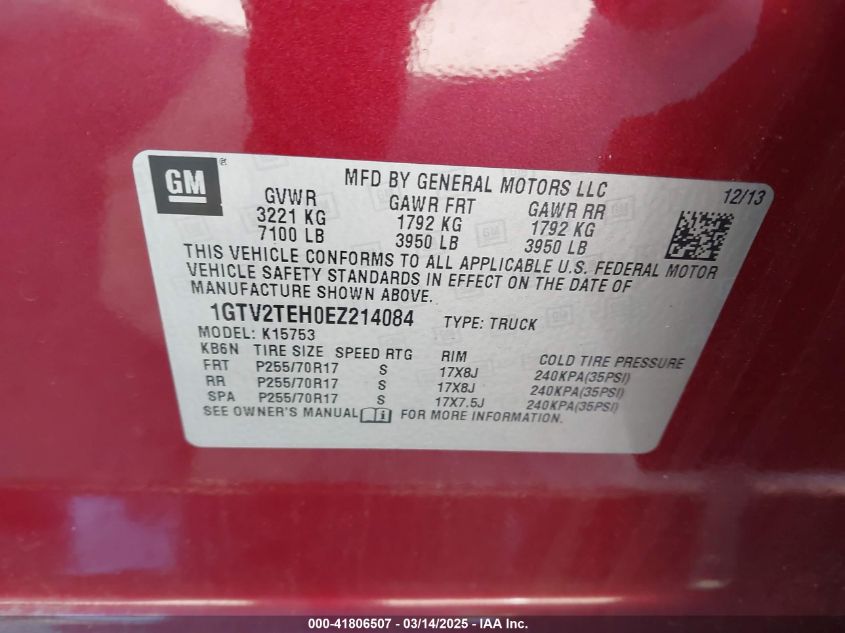 GM ®
MFD BY GENERAL MOTORS LLC 12/13
GVWR GAWR FRT GAWR RR
3221 KG 1792 KG 1792 KG
7100 LB 3950 LB 3950 LB
THIS VEHICLE CONFORMS TO ALL APPLICABLE U.S. FEDERAL MOTOR
VEHICLE SAFETY STANDARDS IN EFFECT ON THE DATE OF
MANUFACTURE SHOWN ABOVE.
1GTV2TEH0EZ214084 TYPE: TRUCK
MODEL: K15753
KB6N TIRE SIZE SPEED RTG RIM COLD TIRE PRESSURE
FRT P255/70R17 S 17X8J 240KPA(35PSI)
RR P255/70R17 S 17X8J 240KPA(35PSI)
SPA P255/70R17 S 17X7.5J 240KPA(35PSI)
SEE OWNER'S MANUAL FOR MORE INFORMATION.
000-41806507 - 03/14/2025 - IAA Inc.